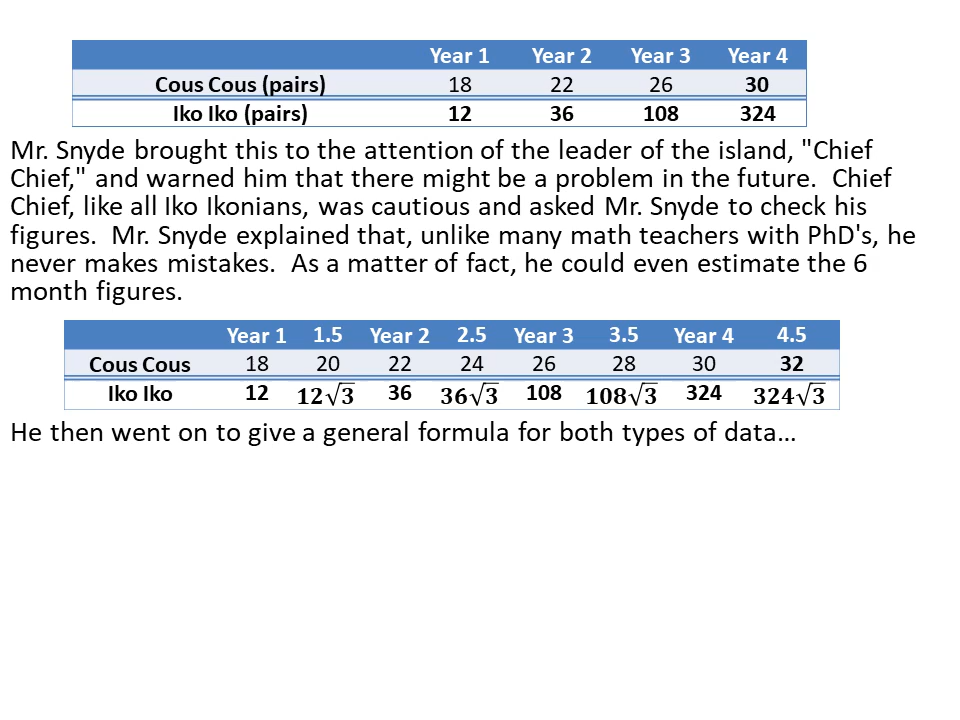 Year 1 Year 2 Year 3 Year 4
Cous Cous (pairs) 18 22 26 30
Iko Iko (pairs) 12 36 108 324
Mr. Snyde brought this to the attention of the leader of the island, "Chief
Chief," and warned him that there might be a problem in the future.  Chief
Chief, like all Iko Ikonians, was cautious and asked Mr. Snyde to check his
figures.  Mr. Snyde explained that, unlike many math teachers with PhD's, he
never makes mistakes.  As a matter of fact, he could even estimate the 6
month figures.
Year 1 1.5 Year 2 2.5 Year 3 3.5 Year 4 4.5
Cous Cous 18 20 22 24 26 28 30 32
Iko Iko 12 12√3 36 36√3 108 108√3 324 324√3
He then went on to give a general formula for both types of data…